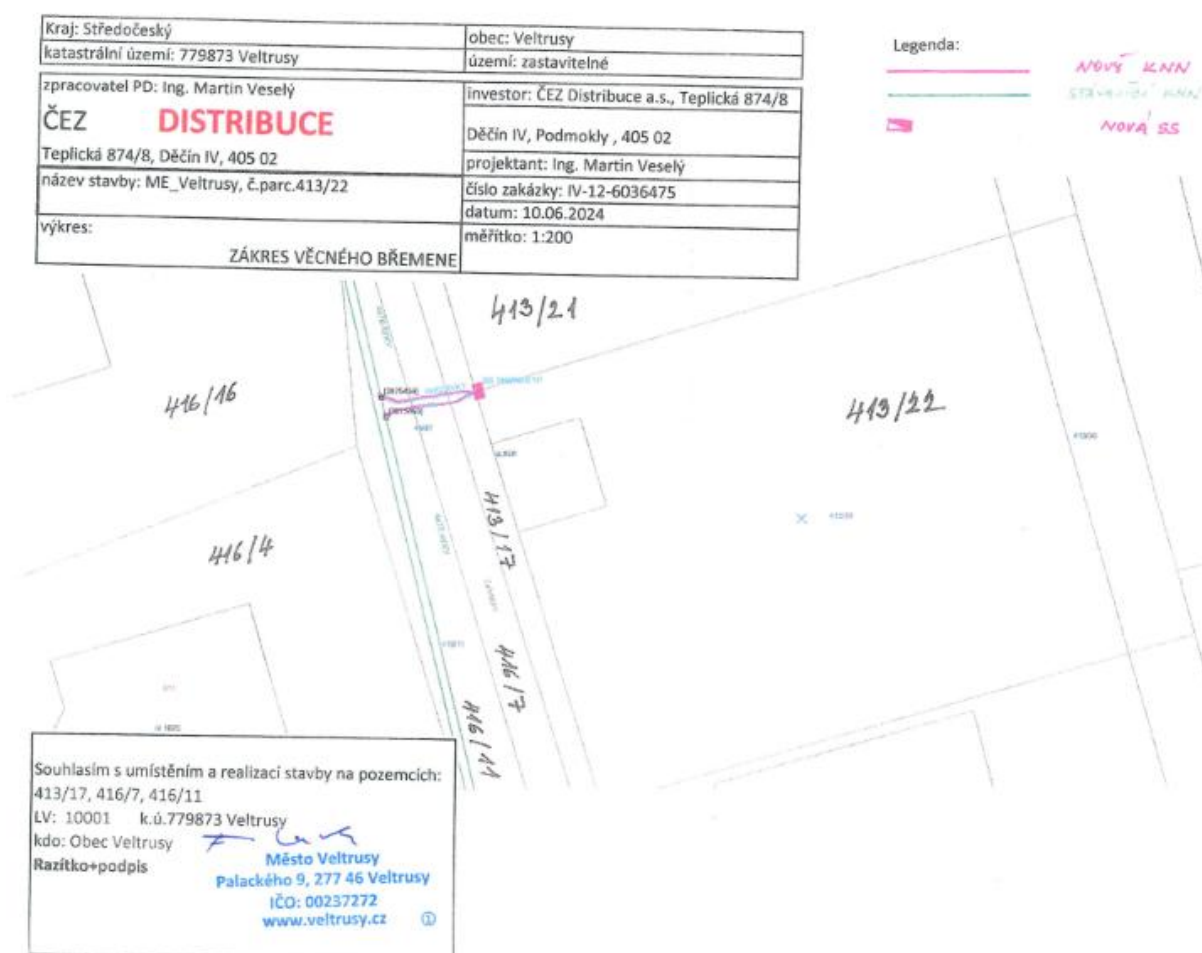 Kraj: Středočeský
obec: Veltrusy
katastrální území: 779873 Veltrusy
území: zastavitelné
zpracovatel PD: Ing. Martin Veselý
ČEZ DISTRIBUCE
Teplická 874/8, Děčín IV, 405 02
investor: ČEZ Distribuce a.s., Teplická 874/8
Děčín IV, Podmokly , 405 02
projektant: Ing. Martin Veselý
název stavby: ME_Veltrusy, č.parc.413/22
číslo zakázky: IV-12-6036475
datum: 10.06.2024
výkres:
ZÁKRES VĚCNÉHO BŘEMENE
měřítko: 1:200
Legenda:
NOVÉ KNN
KNN
NOVÁ SS
413/21
416/16
413/22
413/17
416/4
416/7
416/11
Souhlasím s umístěním a realizací stavby na pozemcích:
413/17, 416/7, 416/11
LV: 10001 k.ú.779873 Veltrusy
kdo: Obec Veltrusy
Razítko+podpis
Město Veltrusy
Palackého 9, 277 46 Veltrusy
IČO: 00237272
www.veltrusy.cz ①